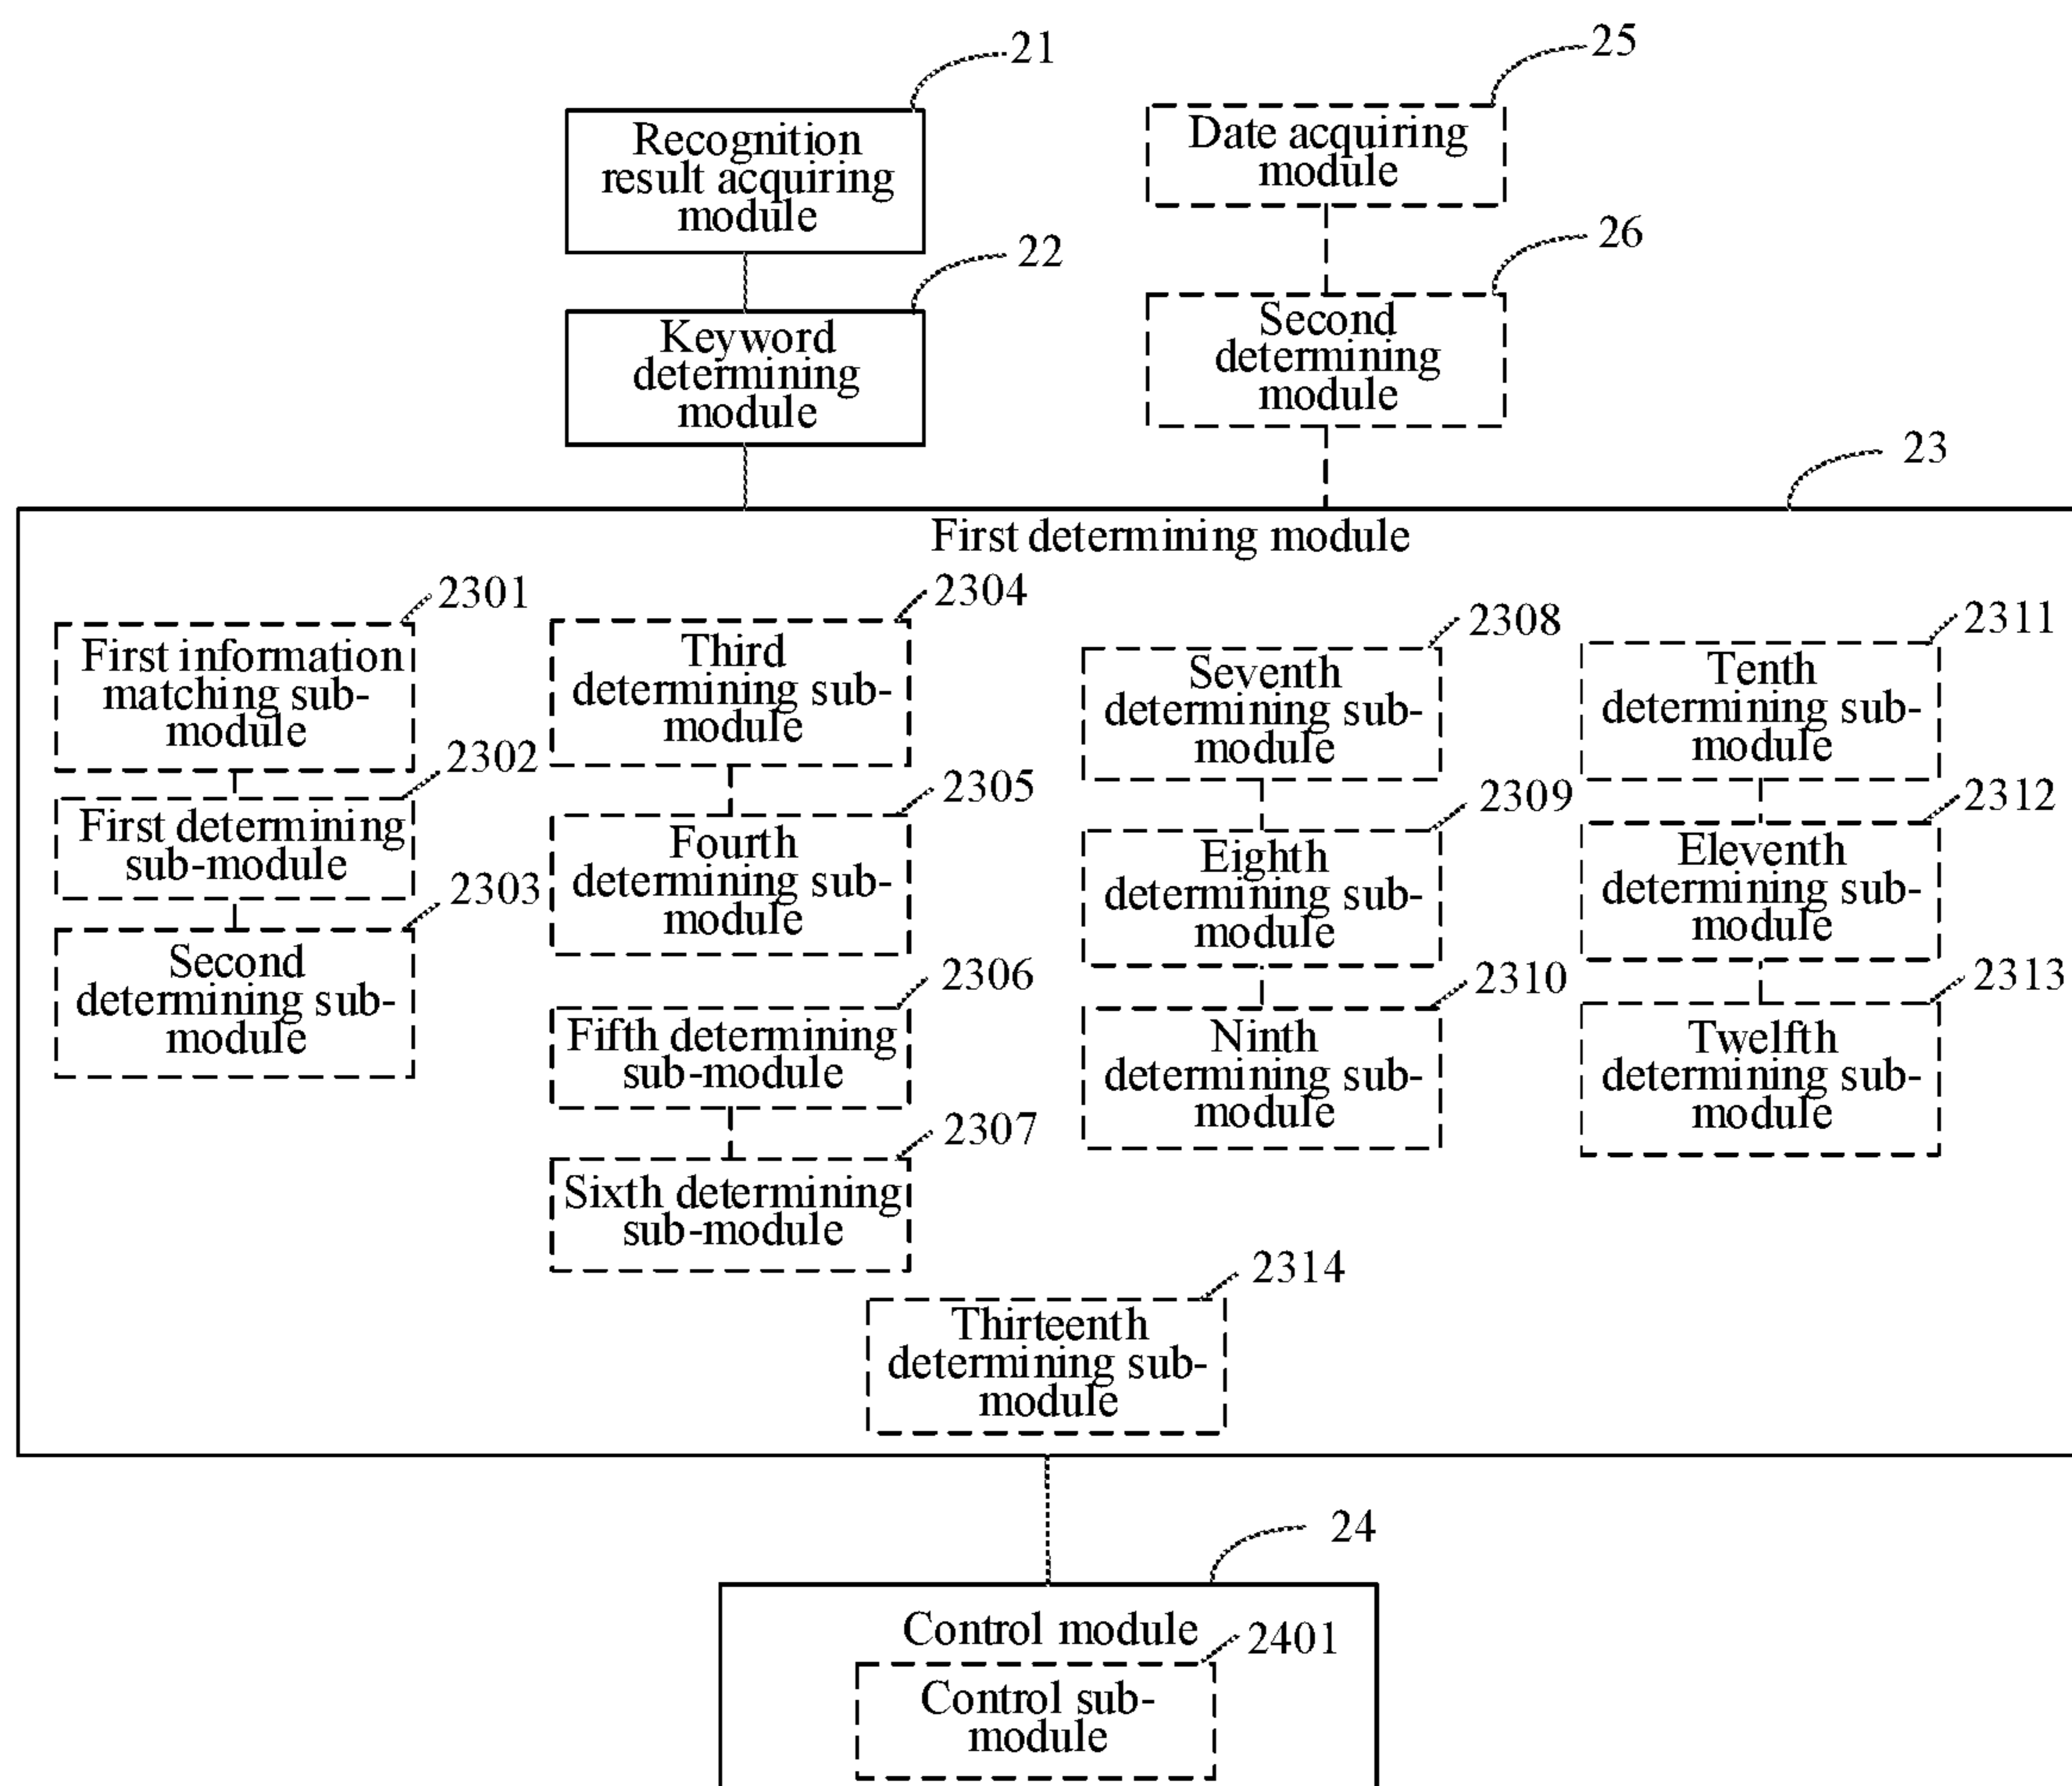 21
Recognition
result acquiring
module
25
Date acquiring
module
22
Keyword
determining
module
26
Second
determining
module
23
First determining module
2301
First information
matching sub-
module
2302
First determining
sub-module
2303
Second
determining sub-
module
2304
Third
determining sub-
module
2305
Fourth
determining sub-
module
2306
Fifth determining
sub-module
2307
Sixth determining
sub-module
2308
Seventh
determining sub-
module
2309
Eighth
determining sub-
module
2310
Ninth
determining sub-
module
2311
Tenth
determining sub-
module
2312
Eleventh
determining sub-
module
2313
Twelfth
determining sub-
module
2314
Thirteenth
determining sub-
module
24
Control module
2401
Control sub-
module